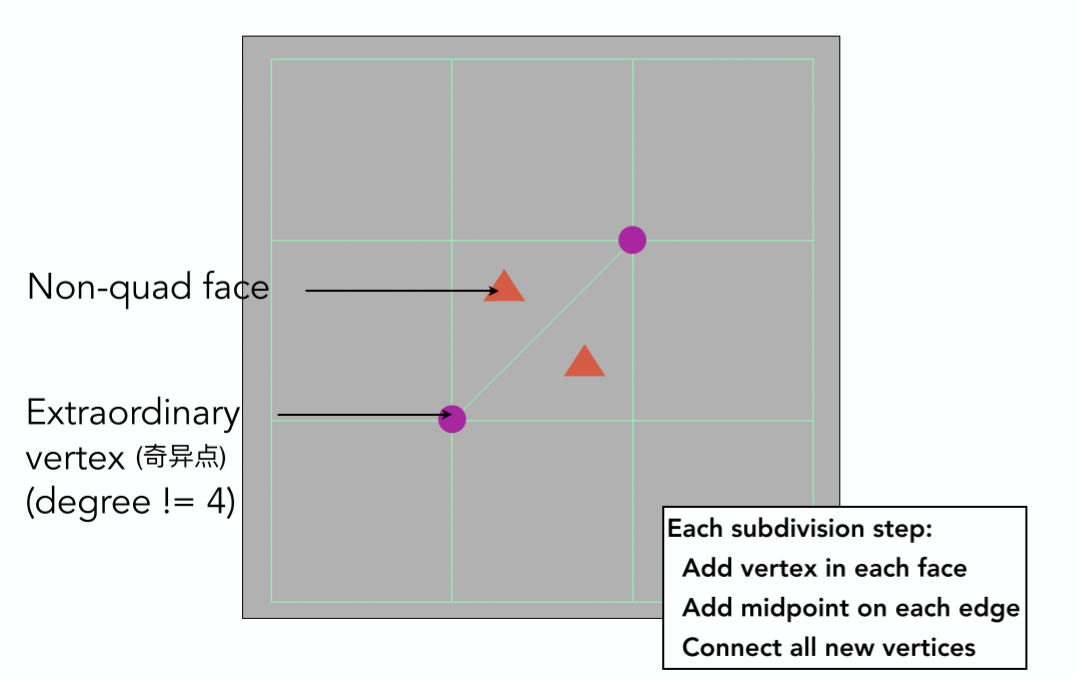 Non-quad face
Extraordinary
vertex (奇异点)
(degree != 4)
Each subdivision step:
Add vertex in each face
Add midpoint on each edge
Connect all new vertices